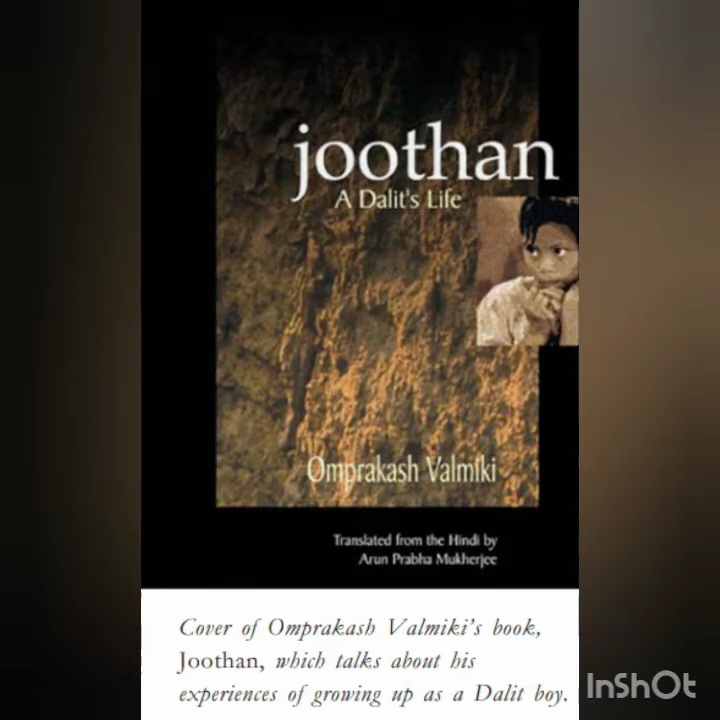 joothan
A Dalit's Life
Omprakash Valmiki
Translated from the Hindi by
Arun Prabha Mukherjee
Cover of Omprakash Valmiki's book,
Joothan, which talks about his
experiences of growing up as a Dalit boy.
InShOt